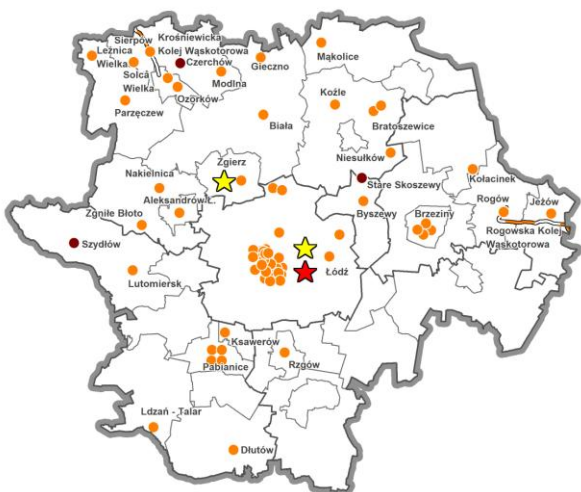 Sierpów
Krośniewicka
Kolej Wąskotorowa
Leźnica
Wielka
Czerchów
Solca
Wielka
Modlna
Gieczno
Mąkolice
Ozorków
Parzęczew
Koźle
Bratoszewice
Biała
Niesułków
Zgierz
Nakielnica
Stare Skoszewy
Kołacinek
Aleksandrów Ł.
Byszewy
Rogów
Jeżów
Zgniłe Błoto
Brzeziny
Rogowska Kolej
Wąskotorowa
Szydłów
Łódź
Lutomiersk
Ksawerów
Pabianice
Rzgów
Ldzań - Talar
Dłutów